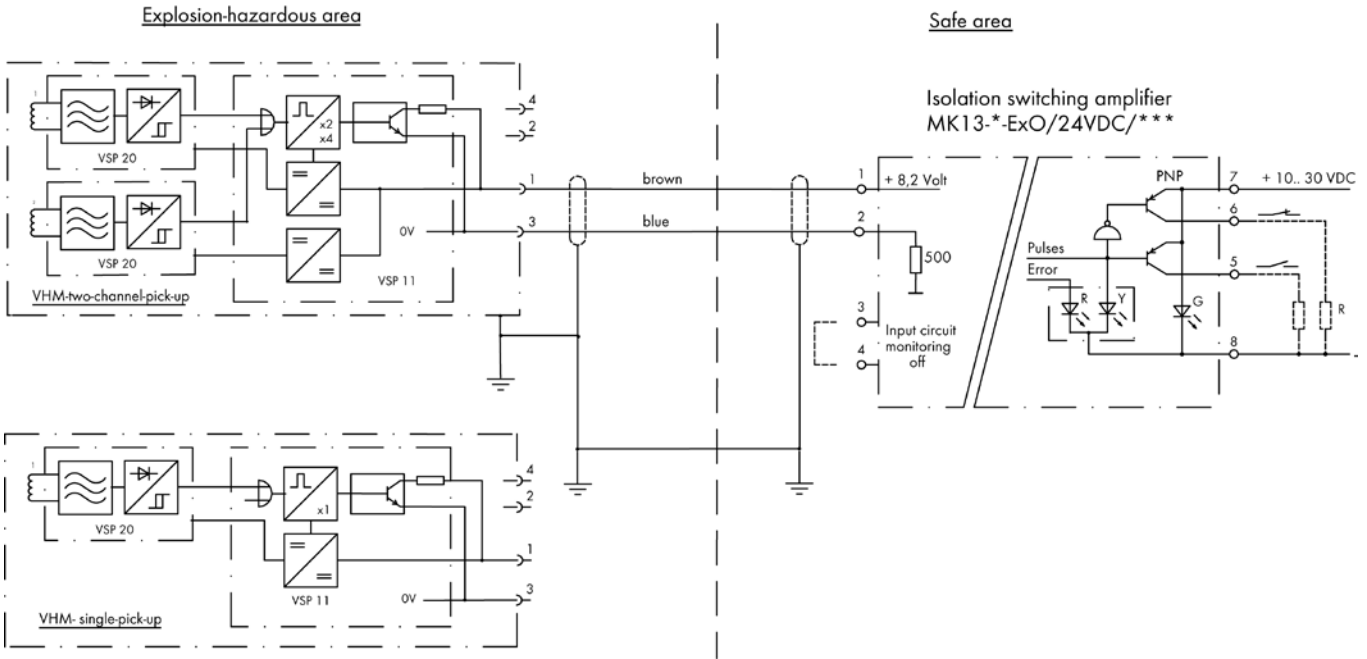 Explosion-hazardous area
Safe area
Isolation switching amplifier
MK13-*-ExO/24VDC/***
1
VSP 20
1
VSP 20
x2
x4
VSP 11
0V
4
2
1
3
VHM-two-channel-pick-up
brown
blue
1
+ 8,2 Volt
2
500
3
4
Input circuit
monitoring
off
PNP
7
+ 10.. 30 VDC
6
5
Pulses
Error
R
Y
G
R
8
-
1
VSP 20
x1
VSP 11
0V
4
2
1
3
VHM- single-pick-up